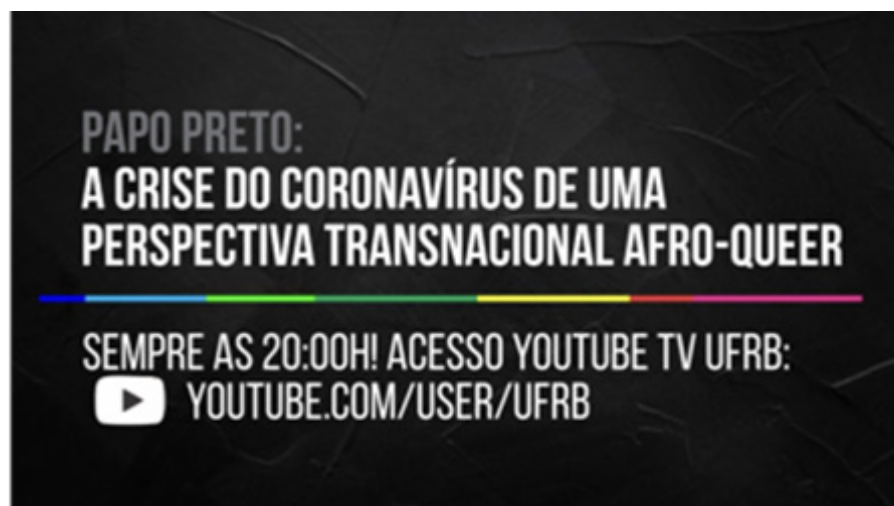 PAPO PRETO:
A CRISE DO CORONAVÍRUS DE UMA
PERSPECTIVA TRANSNACIONAL AFRO-QUEER
SEMPRE AS 20:00H! ACESSO YOUTUBE TV UFRB:
YOUTUBE.COM/USER/UFRB